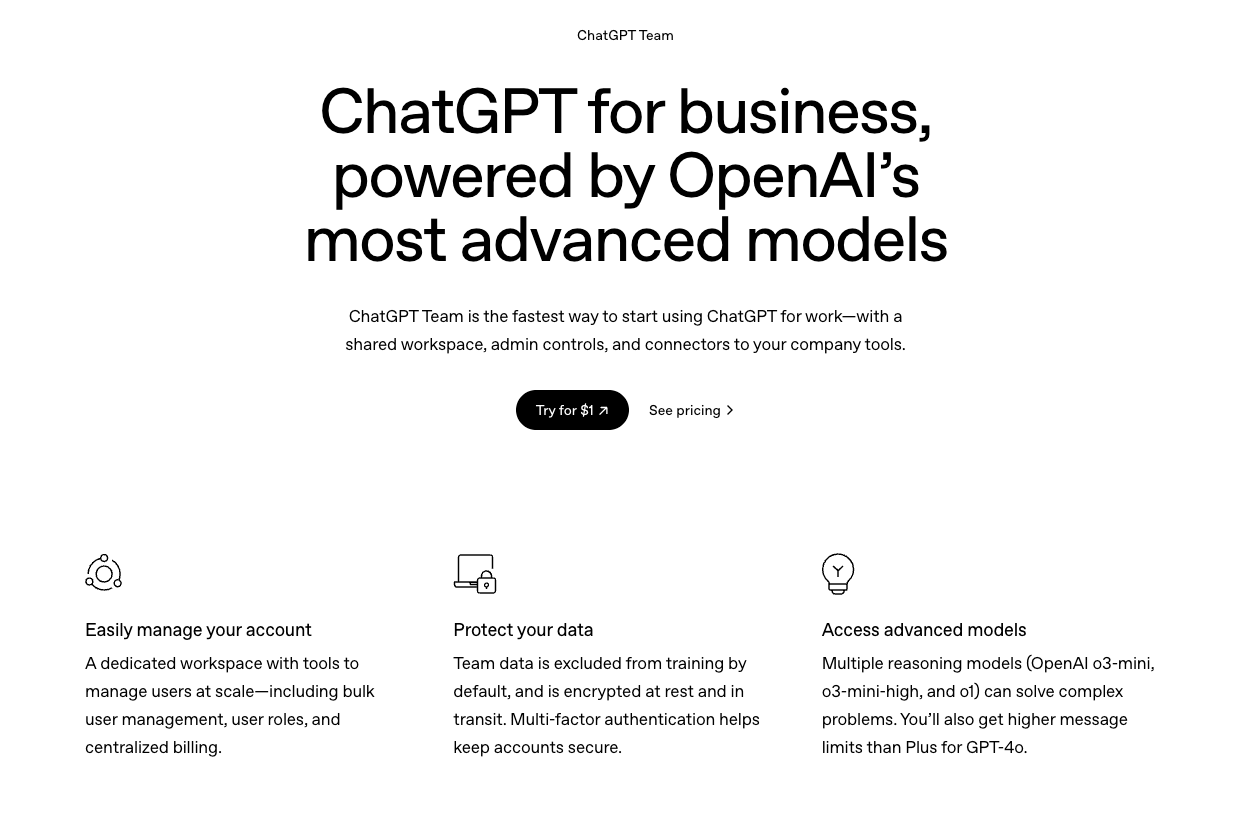 ChatGPT Team
ChatGPT for business,
powered by OpenAI’s
most advanced models
ChatGPT Team is the fastest way to start using ChatGPT for work—with a
shared workspace, admin controls, and connectors to your company tools.
Try for $1 ↗
See pricing >
Easily manage your account
A dedicated workspace with tools to
manage users at scale—including bulk
user management, user roles, and
centralized billing.
Protect your data
Team data is excluded from training by
default, and is encrypted at rest and in
transit. Multi-factor authentication helps
keep accounts secure.
Access advanced models
Multiple reasoning models (OpenAI o3-mini,
o3-mini-high, and o1) can solve complex
problems. You’ll also get higher message
limits than Plus for GPT-4o.